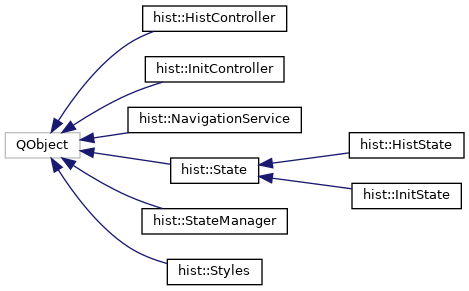 hist::HistController
hist::InitController
hist::NavigationService
QObject
hist::HistState
hist::State
hist::InitState
hist::StateManager
hist::Styles